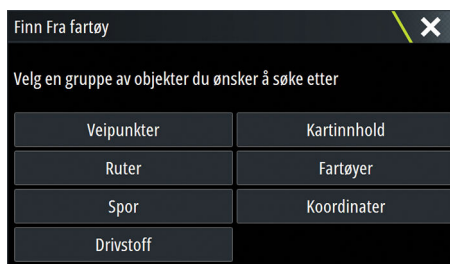 Finn Fra fartøy
Velg en gruppe av objekter du ønsker å søke etter
Veipunkter
Kartinnhold
Ruter
Fartøyer
Spor
Koordinater
Drivstoff